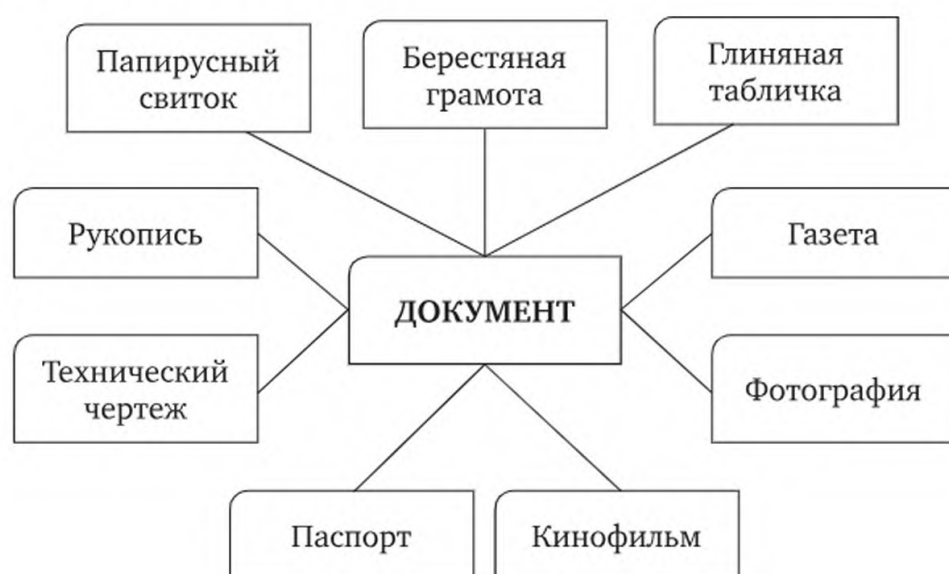 Папирусный
свиток
Берестяная
грамота
Глиняная
табличка
Рукопись
Газета
ДОКУМЕНТ
Технический
чертеж
Фотография
Паспорт
Кинофильм